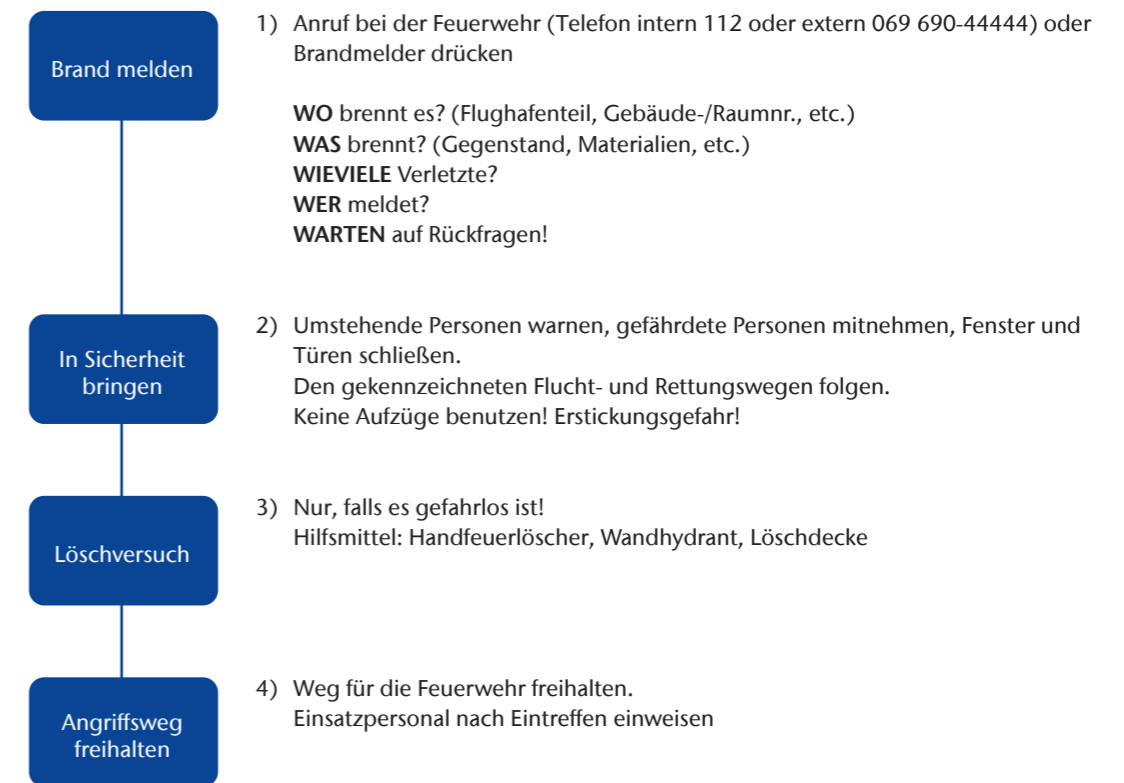 Brand melden
1) Anruf bei der Feuerwehr (Telefon intern 112 oder extern 069 690-44444) oder
Brandmelder drücken
WO brennt es? (Flughafenteil, Gebäude-/Raumnr., etc.)
WAS brennt? (Gegenstand, Materialien, etc.)
WIEVIELE Verletzte?
WER meldet?
WARTEN auf Rückfragen!
In Sicherheit
bringen
2) Umstehende Personen warnen, gefährdete Personen mitnehmen, Fenster und
Türen schließen.
Den gekennzeichneten Flucht- und Rettungswegen folgen.
Keine Aufzüge benutzen! Erstickungsgefahr!
Löschversuch
3) Nur, falls es gefahrlos ist!
Hilfsmittel: Handfeuerlöscher, Wandhydrant, Löschdecke
Angriffsweg
freihalten
4) Weg für die Feuerwehr freihalten.
Einsatzpersonal nach Eintreffen einweisen